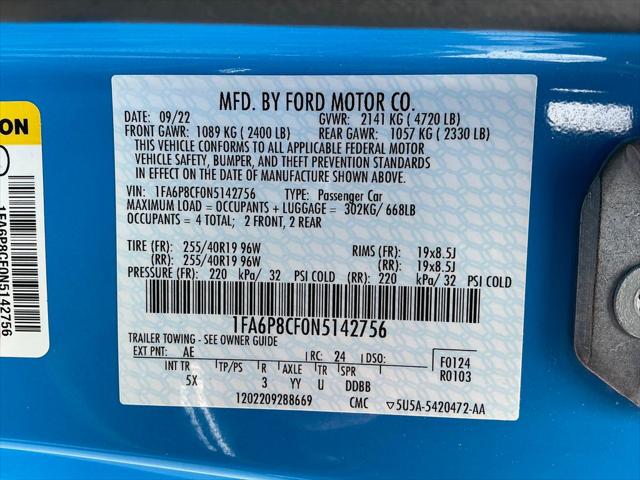 MFD. BY FORD MOTOR CO.
DATE: 09/22 GVWR: 2141 KG ( 4720 LB)
FRONT GAWR: 1089 KG ( 2400 LB) REAR GAWR: 1057 KG ( 2330 LB)
THIS VEHICLE CONFORMS TO ALL APPLICABLE FEDERAL MOTOR
VEHICLE SAFETY, BUMPER, AND THEFT PREVENTION STANDARDS
IN EFFECT ON THE DATE OF MANUFACTURE SHOWN ABOVE.
VIN: 1FA6P8CF0N5142756 TYPE: Passenger Car
MAXIMUM LOAD = OCCUPANTS + LUGGAGE = 302KG/ 668LB
OCCUPANTS = 4 TOTAL; 2 FRONT, 2 REAR
TIRE (FR): 255/40R19 96W RIMS (FR): 19x8.5J
(RR): 255/40R19 96W (RR): 19x8.5J
PRESSURE (FR): 220 kPa/ 32 PSI COLD (RR): 220 kPa/ 32 PSI COLD
1FA6P8CF0N5142756
TRAILER TOWING - SEE OWNER GUIDE
EXT PNT: AE RC: 24 DSO: F0124
INT TR TP/PS R AXLE TR SPR R0103
5X 3 YY U DDBB
1202209288669 CMC ▽5U5A-5420472-AA
ON
1FA6P8CF0N5142756